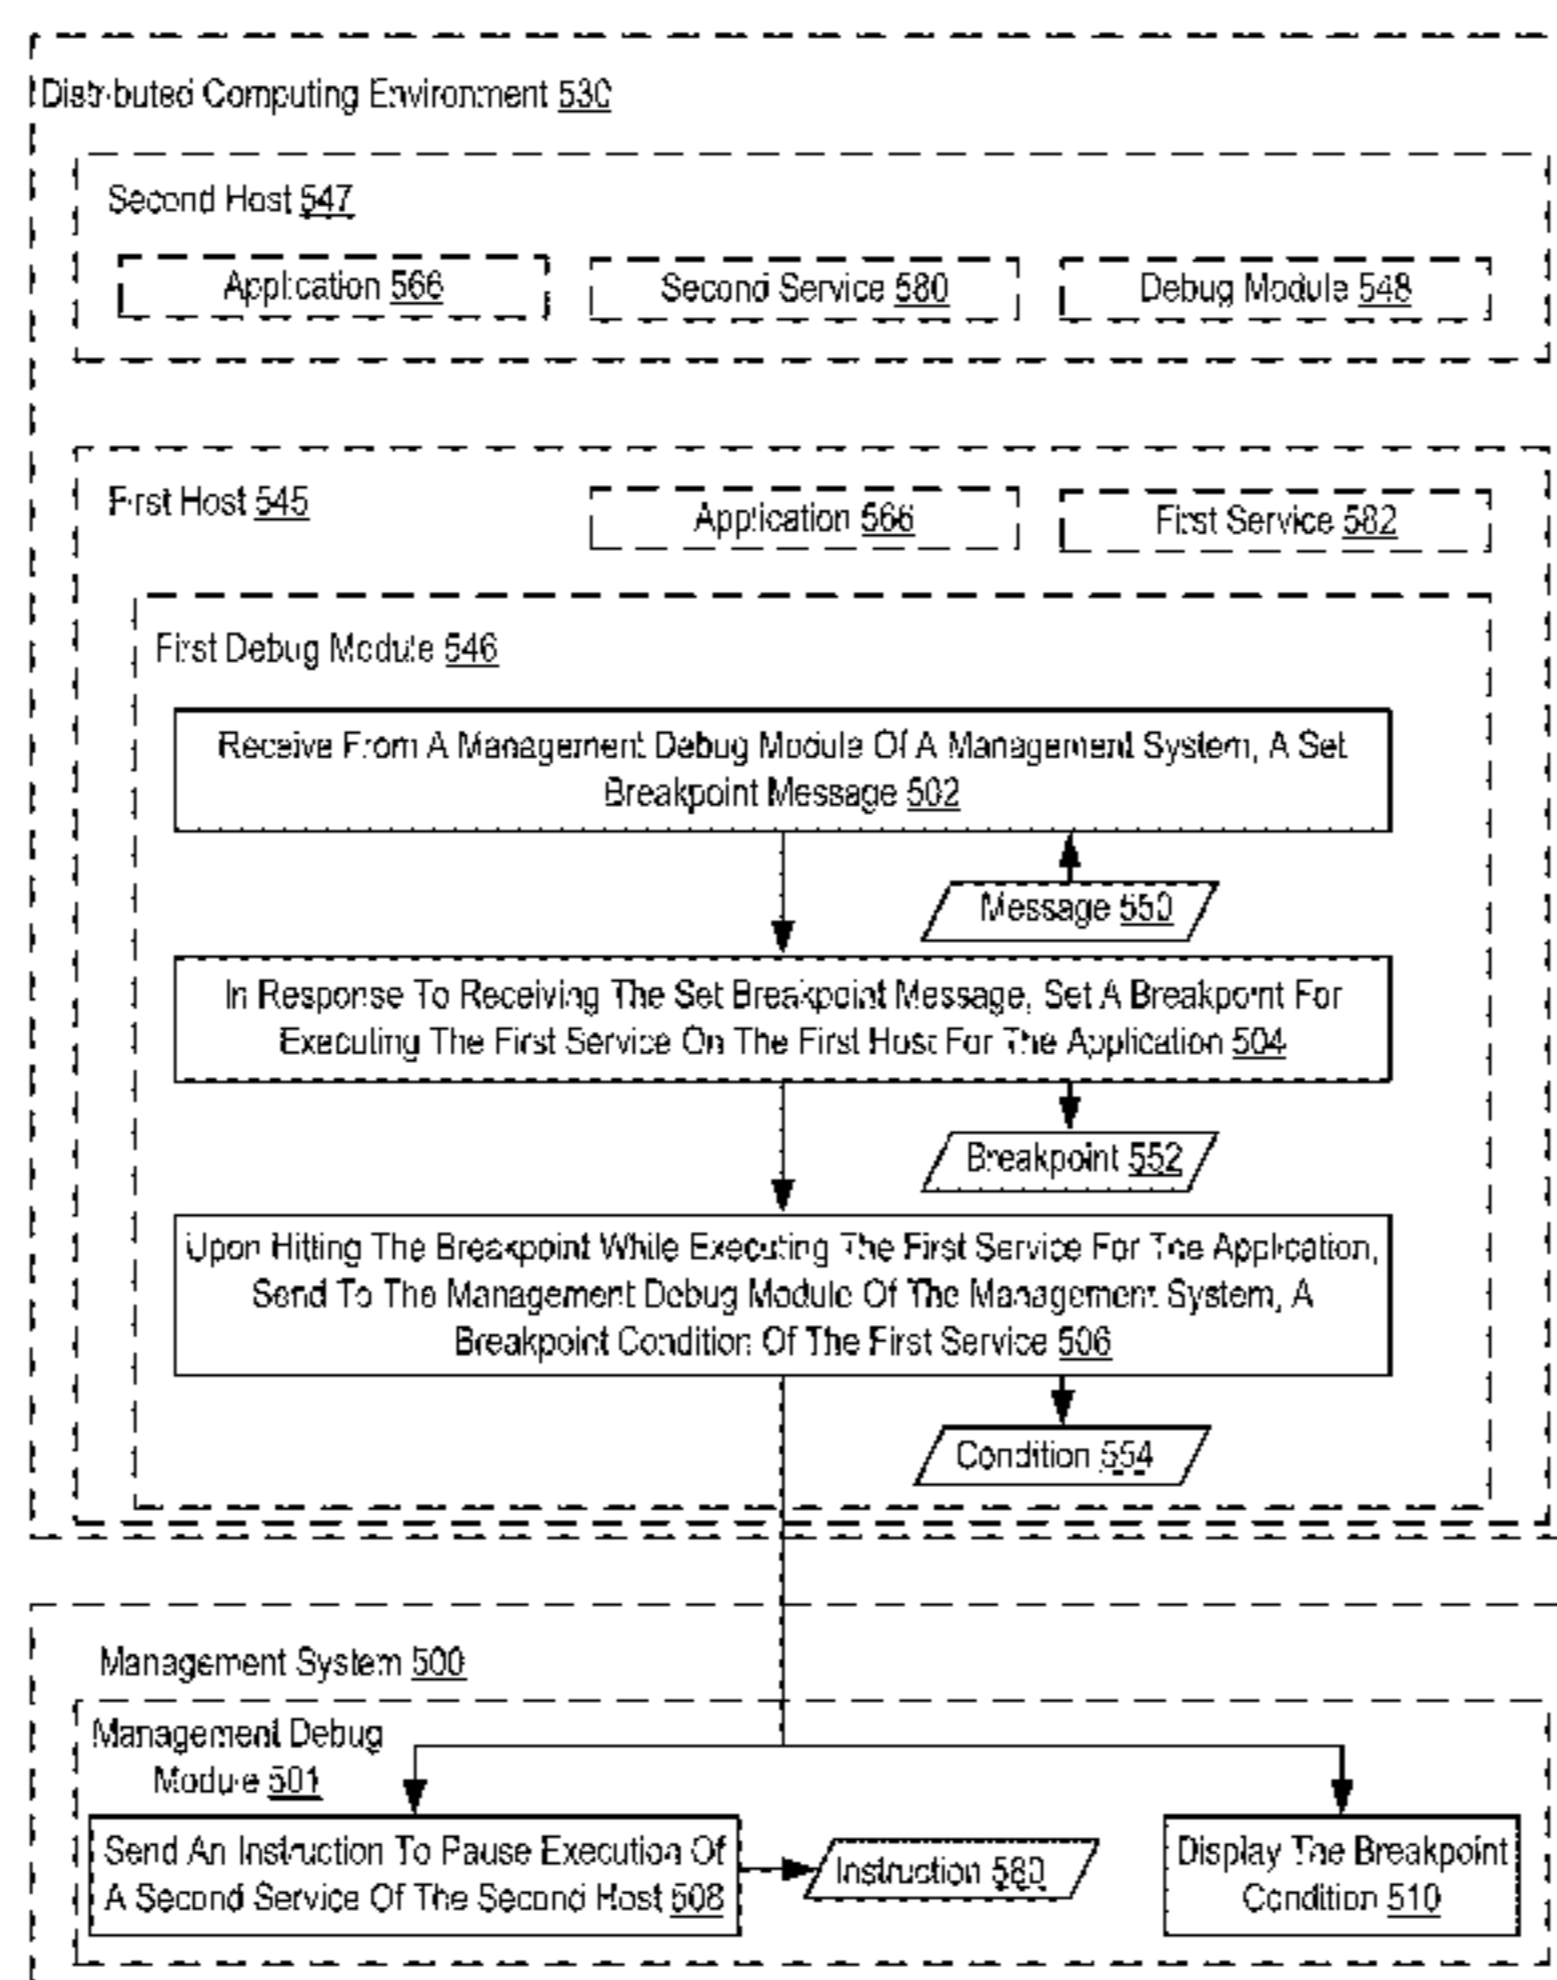 Distributed Computing Environment 530
Second Host 547
Application 566
Second Service 580
Debug Module 548
First Host 545
Application 566
First Service 582
First Debug Module 546
Receive From A Management Debug Module Of A Management System, A Set
Breakpoint Message 502
Message 550
In Response To Receiving The Set Breakpoint Message, Set A Breakpoint For
Executing The First Service On The First Host For The Application 504
Breakpoint 552
Upon Hitting The Breakpoint While Executing The First Service For The Application,
Send To The Management Debug Module Of The Management System, A
Breakpoint Condition Of The First Service 506
Condition 554
Management System 500
Management Debug
Module 501
Send An Instruction To Pause Execution Of
A Second Service Of The Second Host 508
Instruction 580
Display The Breakpoint
Condition 510